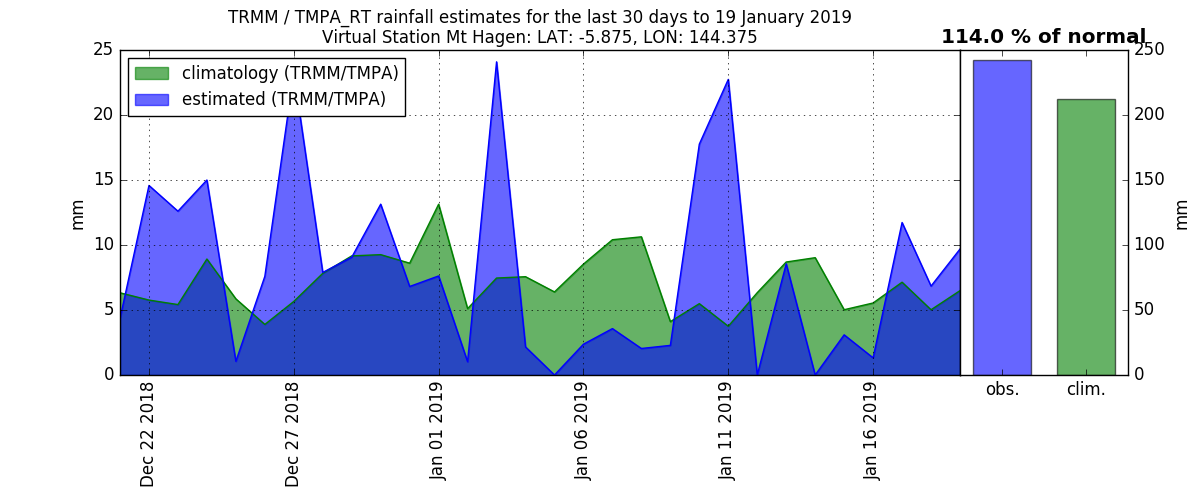 TRMM / TMPA_RT rainfall estimates for the last 30 days to 19 January 2019
Virtual Station Mt Hagen: LAT: -5.875, LON: 144.375
114.0 % of normal
climatology (TRMM/TMPA)
estimated (TRMM/TMPA)
mm
25
20
15
10
5
0
Dec 22 2018
Dec 27 2018
Jan 01 2019
Jan 06 2019
Jan 11 2019
Jan 16 2019
obs.
clim.
250
200
150
100
50
0
mm